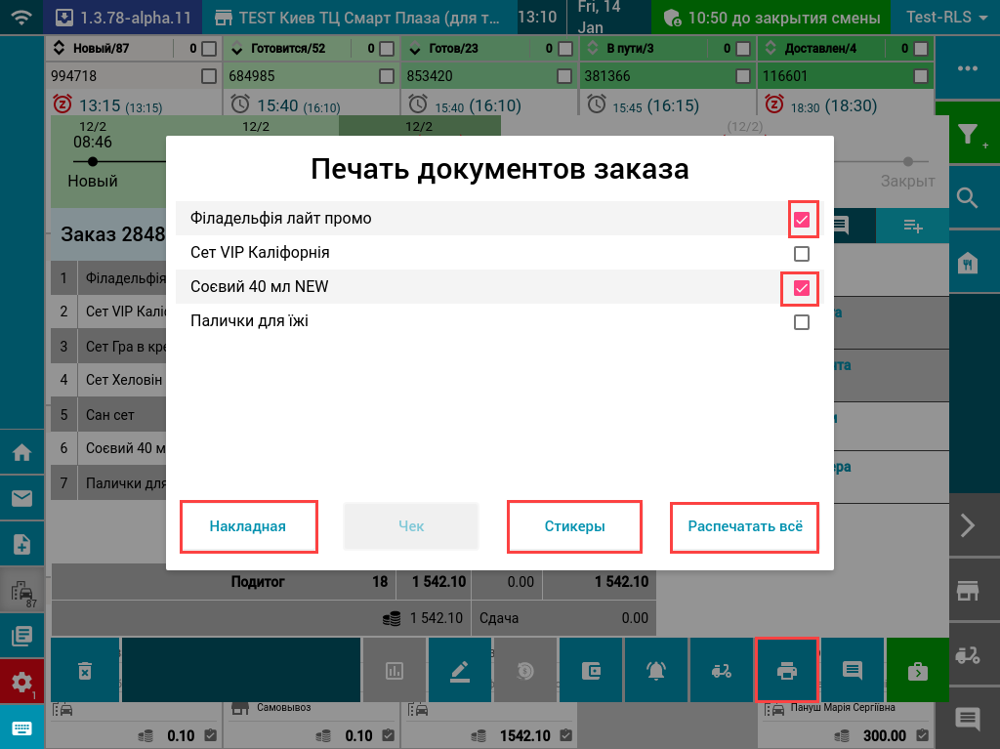 1.3.78-alpha.11
TEST Киев ТЦ Смарт Плаза (для т...
13:10
Fri, 14
Jan
10:50 до закрытия смены
Test-RLS
Новый/87 0
Готовится/52 0
Готов/23 0
В пути/3 0
Доставлен/4 0
994718
684985
853420
381366
116601
13:15 (13:15)
15:40 (16:10)
15:40 (16:10)
15:45 (16:15)
18:30 (18:30)
12/2
12/2
12/2
(12/2)
08:46
Новый
Закрыт
Печать документов заказа
Філадельфія лайт промо
Сет VIP Каліфорнія
Соєвий 40 мл NEW
Палички для їжі
Накладная
Чек
Стикеры
Распечатать всё
Заказ 2848
1 Філадельфія
2 Сет VIP Калі
3 Сет Гра в кре
4 Сет Хеловін
5 Сан сет
6 Соєвий 40 м
7 Палички для
Подитог 18 1 542.10 0.00 1 542.10
1 542.10 Сдача 0.00
87
1
Самовывоз
Пануш Марія Сергіївна
0.10
0.10
1542.10
300.00